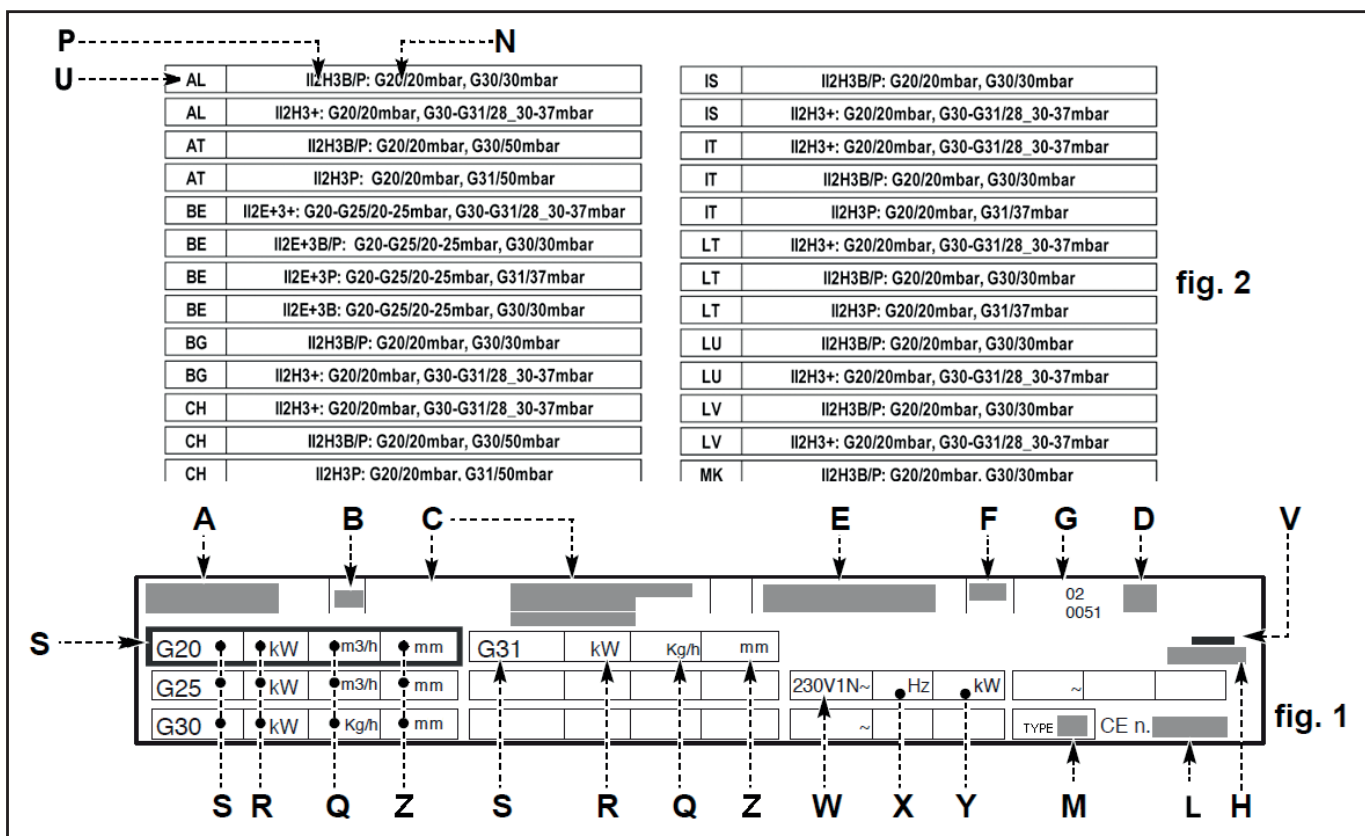 P N
U
AL II2H3B/P: G20/20mbar, G30/30mbar
AL II2H3+: G20/20mbar, G30-G31/28_30-37mbar
AT II2H3B/P: G20/20mbar, G30/50mbar
AT II2H3P: G20/20mbar, G31/50mbar
BE II2E+3+: G20-G25/20-25mbar, G30-G31/28_30-37mbar
BE II2E+3B/P: G20-G25/20-25mbar, G30/30mbar
BE II2E+3P: G20-G25/20-25mbar, G31/37mbar
BE II2E+3B: G20-G25/20-25mbar, G30/30mbar
BG II2H3B/P: G20/20mbar, G30/30mbar
BG II2H3+: G20/20mbar, G30-G31/28_30-37mbar
CH II2H3+: G20/20mbar, G30-G31/28_30-37mbar
CH II2H3B/P: G20/20mbar, G30/50mbar
CH II2H3P: G20/20mbar, G31/50mbar
IS II2H3B/P: G20/20mbar, G30/30mbar
IS II2H3+: G20/20mbar, G30-G31/28_30-37mbar
IT II2H3+: G20/20mbar, G30-G31/28_30-37mbar
IT II2H3B/P: G20/20mbar, G30/30mbar
IT II2H3P: G20/20mbar, G31/37mbar
LT II2H3+: G20/20mbar, G30-G31/28_30-37mbar
LT II2H3B/P: G20/20mbar, G30/30mbar
LT II2H3P: G20/20mbar, G31/37mbar
LU II2H3B/P: G20/20mbar, G30/30mbar
LU II2H3+: G20/20mbar, G30-G31/28_30-37mbar
LV II2H3B/P: G20/20mbar, G30/30mbar
LV II2H3+: G20/20mbar, G30-G31/28_30-37mbar
MK II2H3B/P: G20/20mbar, G30/30mbar
fig. 2
A B C E F G D V
02
0051
S G20 kW m3/h mm G31 kW Kg/h mm
G25 kW m3/h mm 230V1N~ Hz kW ~
G30 kW Kg/h mm ~ TYPE CE n.
fig. 1
S R Q Z S R Q Z W X Y M L H